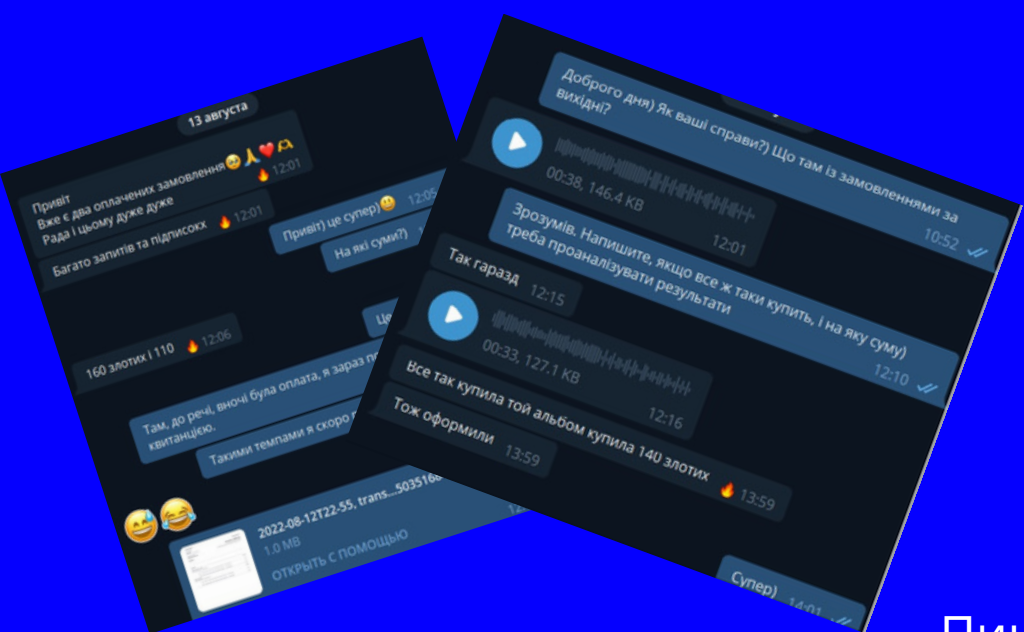 13 августа
Привіт
Вже є два оплачених замовлення🥹🙏❤️🫶
Рада і цьому дуже дуже
🔥 12:01
Багато запитів та підписокк 🔥 12:01
Привіт) це супер)😃 12:05
На які суми?)
Це
160 злотих і 110 🔥 12:06
Там, до речі, вночі була оплата, я зараз
квитанцією.
Такими темпами я скоро
😅😂
2022-08-12T22-55, trans...5035160
1.0 MB
ОТКРЫТЬ С ПОМОЩЬЮ
Доброго дня) Як ваші справи?) Що там із замовленнями за
вихідні?
10:52
00:38, 146.4 KB
12:01
Зрозумів. Напишите, якщо все ж таки купить, і на яку суму)
треба проаналізувати результати
12:10
Так гаразд 12:15
00:33, 127.1 KB
12:16
Все так купила той альбом купила 140 злотих 🔥 13:59
Тож оформили 13:59
Супер) 14:01